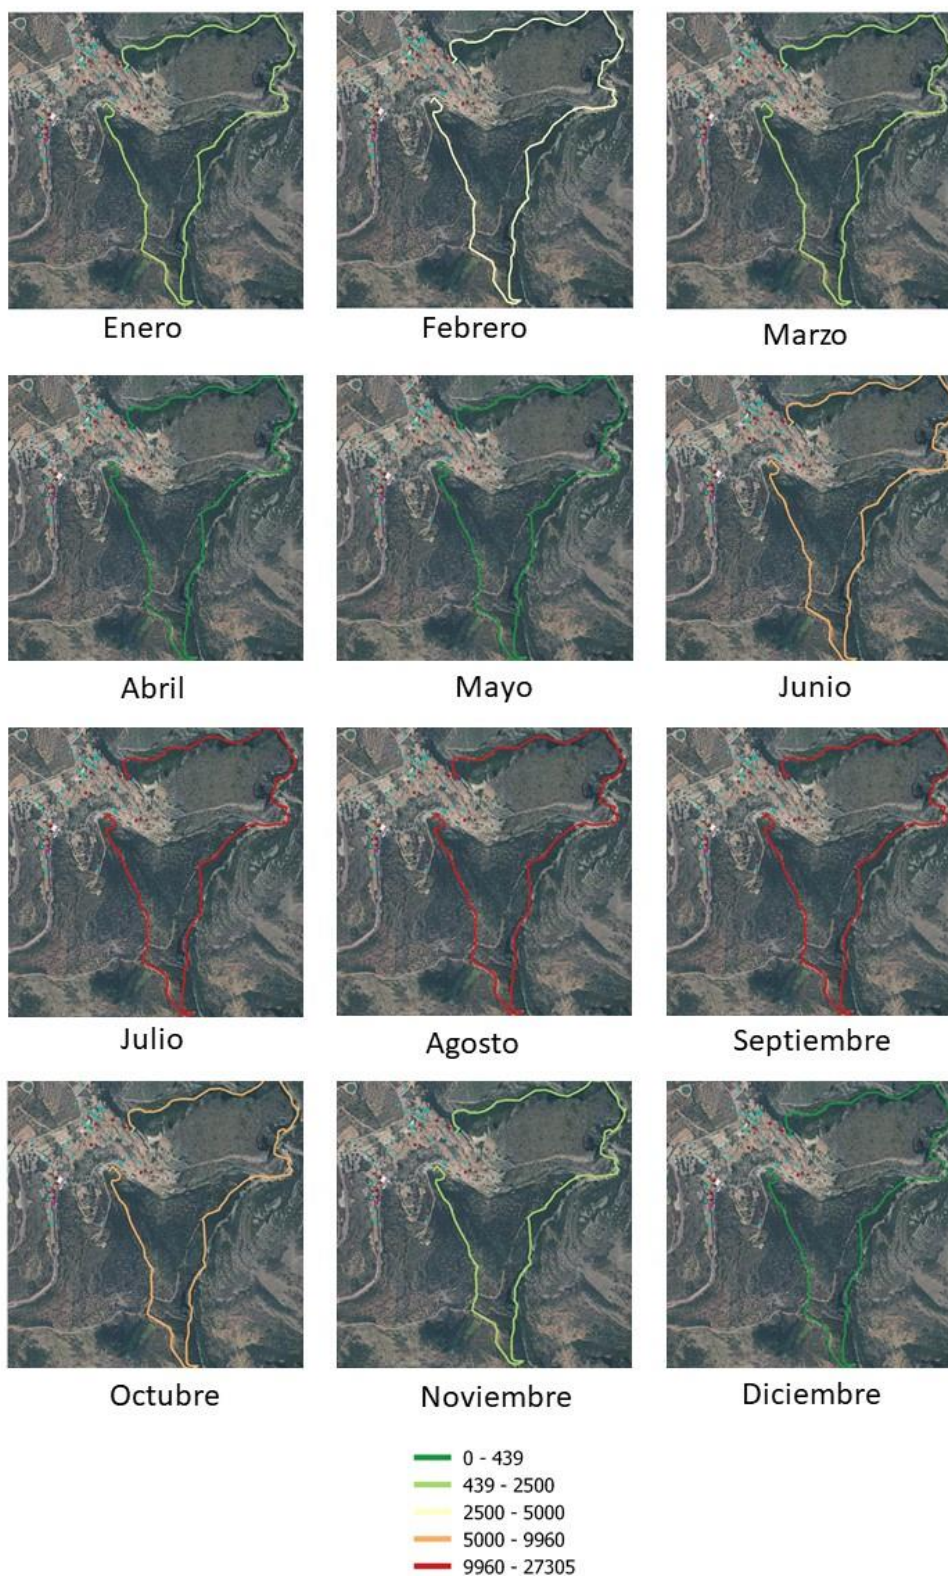 Enero
Febrero
Marzo
Abril
Mayo
Junio
Julio
Agosto
Septiembre
Octubre
Noviembre
Diciembre
0 - 439
439 - 2500
2500 - 5000
5000 - 9960
9960 - 27305